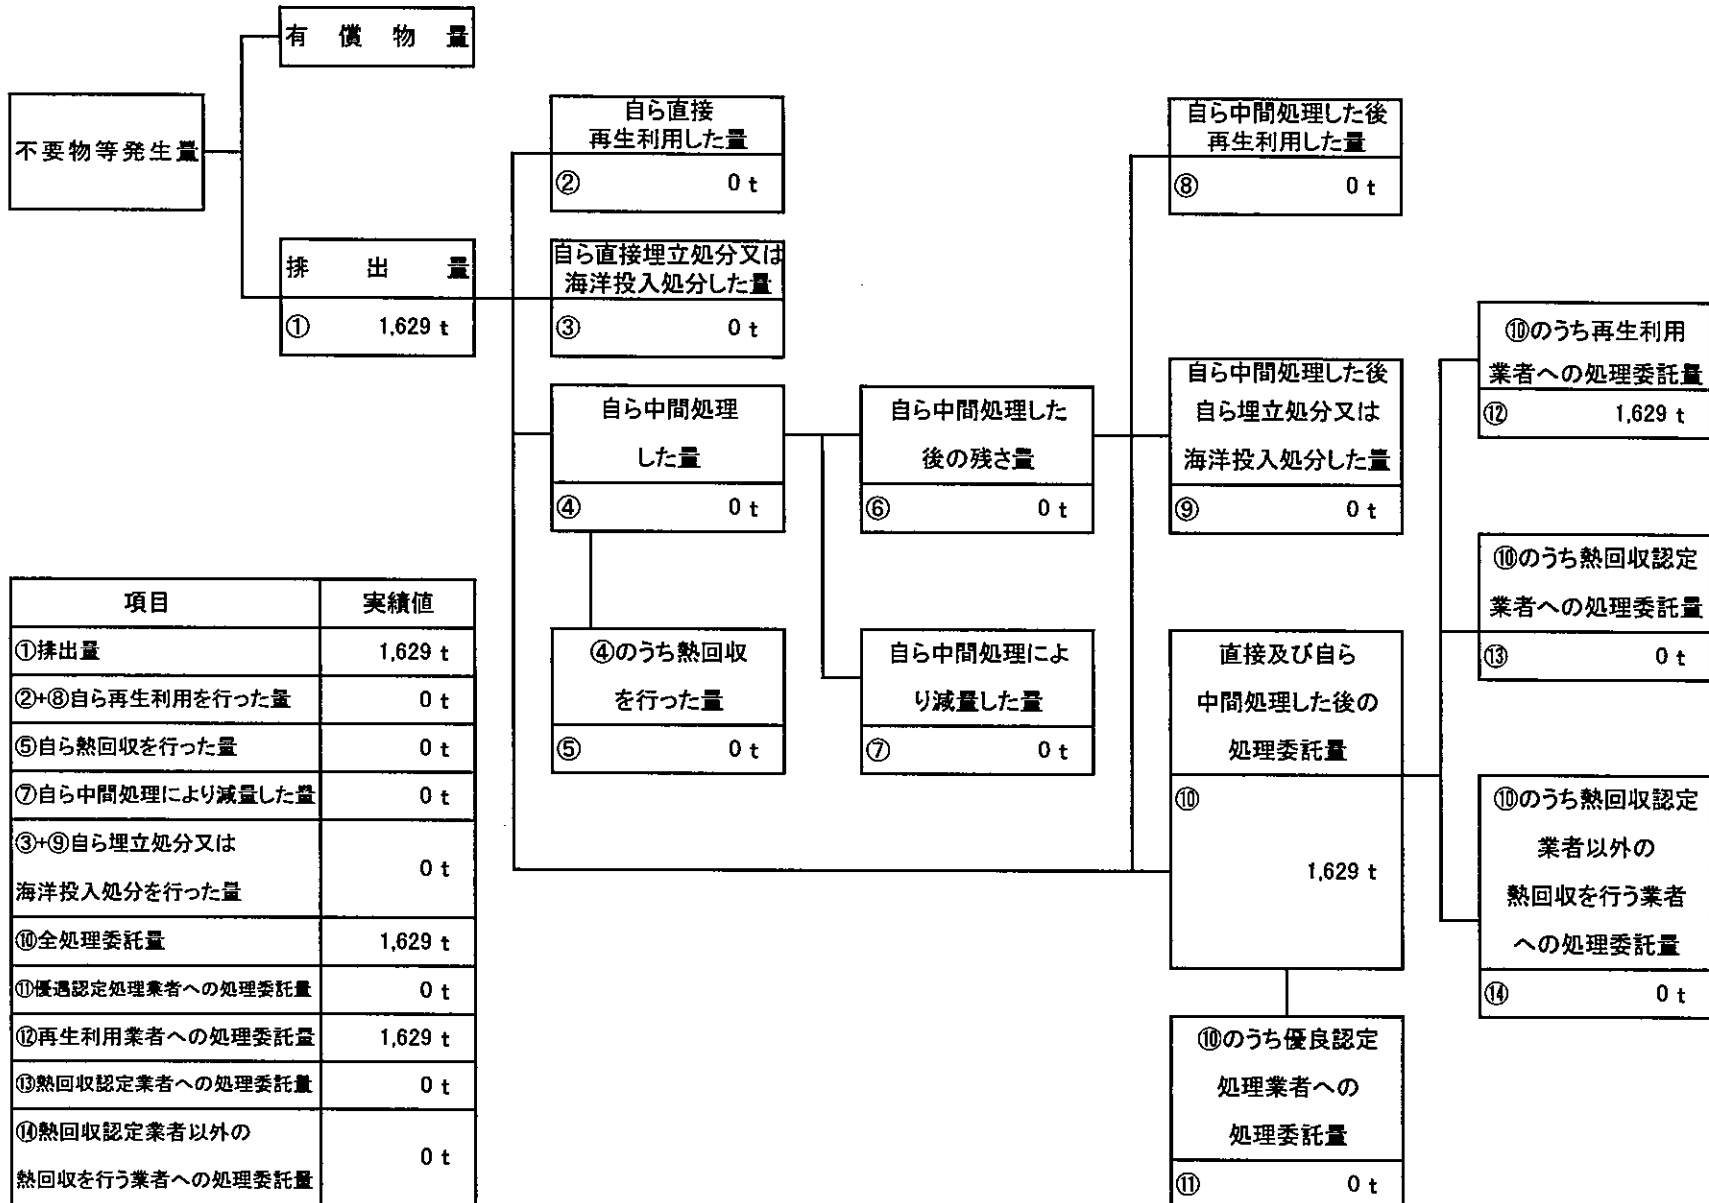 有償物量
不要物等発生量
排出量
① 1,629 t
自ら直接
再生利用した量
② 0 t
自ら直接埋立処分又は
海洋投入処分した量
③ 0 t
自ら中間処理
した量
④ 0 t
④のうち熱回収
を行った量
⑤ 0 t
自ら中間処理した
後の残さ量
⑥ 0 t
自ら中間処理によ
り減量した量
⑦ 0 t
自ら中間処理した後
再生利用した量
⑧ 0 t
自ら中間処理した後
自ら埋立処分又は
海洋投入処分した量
⑨ 0 t
直接及び自ら
中間処理した後の
処理委託量
⑩
1,629 t
⑩のうち優良認定
処理業者への
処理委託量
⑪ 0 t
⑩のうち再生利用
業者への処理委託量
⑫ 1,629 t
⑩のうち熱回収認定
業者への処理委託量
⑬ 0 t
⑩のうち熱回収認定
業者以外の
熱回収を行う業者
への処理委託量
⑭ 0 t
項目 実績値
①排出量 1,629 t
②+⑧自ら再生利用を行った量 0 t
⑤自ら熱回収を行った量 0 t
⑦自ら中間処理により減量した量 0 t
③+⑨自ら埋立処分又は
海洋投入処分を行った量 0 t
⑩全処理委託量 1,629 t
⑪優遇認定処理業者への処理委託量 0 t
⑫再生利用業者への処理委託量 1,629 t
⑬熱回収認定業者への処理委託量 0 t
⑭熱回収認定業者以外の
熱回収を行う業者への処理委託量 0 t